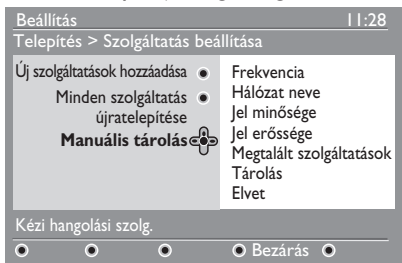 Beállítás 11:28
Telepítés > Szolgáltatás beállítása
Új szolgáltatások hozzáadása
Minden szolgáltatás
újratelepítése
Manuális tárolás
Frekvencia
Hálózat neve
Jel minősége
Jel erőssége
Megtalált szolgáltatások
Tárolás
Elvet
Kézi hangolási szolg.
Bezárás